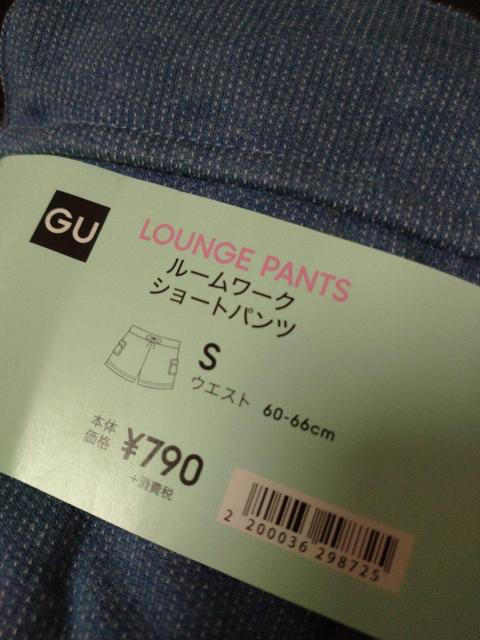 GU
LOUNGE PANTS
ルームワーク
ショートパンツ
S
ウエスト 60-66cm
本体
価格 ¥790
+消費税
2 200036 298725